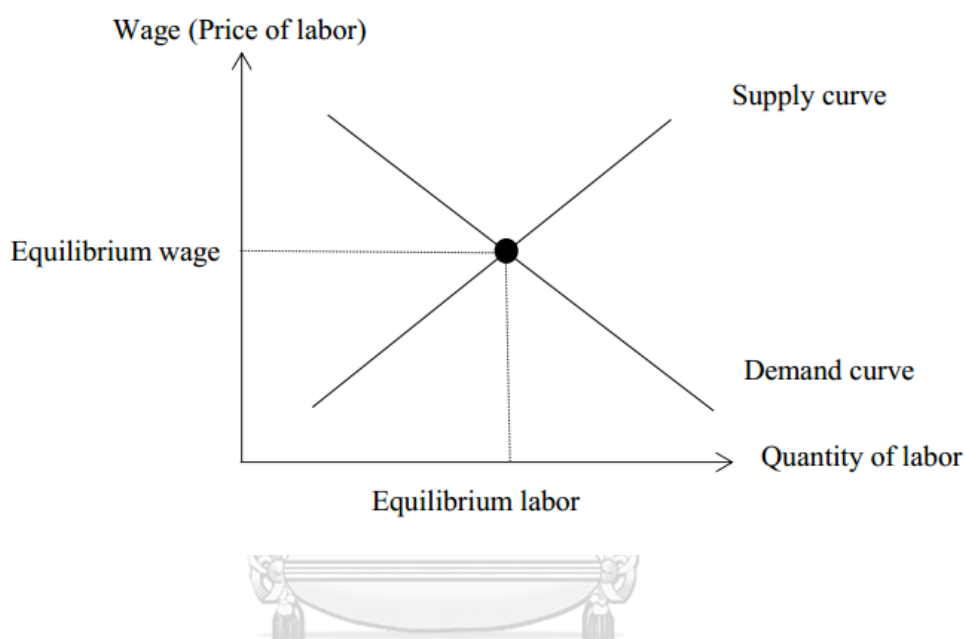 Wage (Price of labor)
Supply curve
Equilibrium wage
Demand curve
Quantity of labor
Equilibrium labor